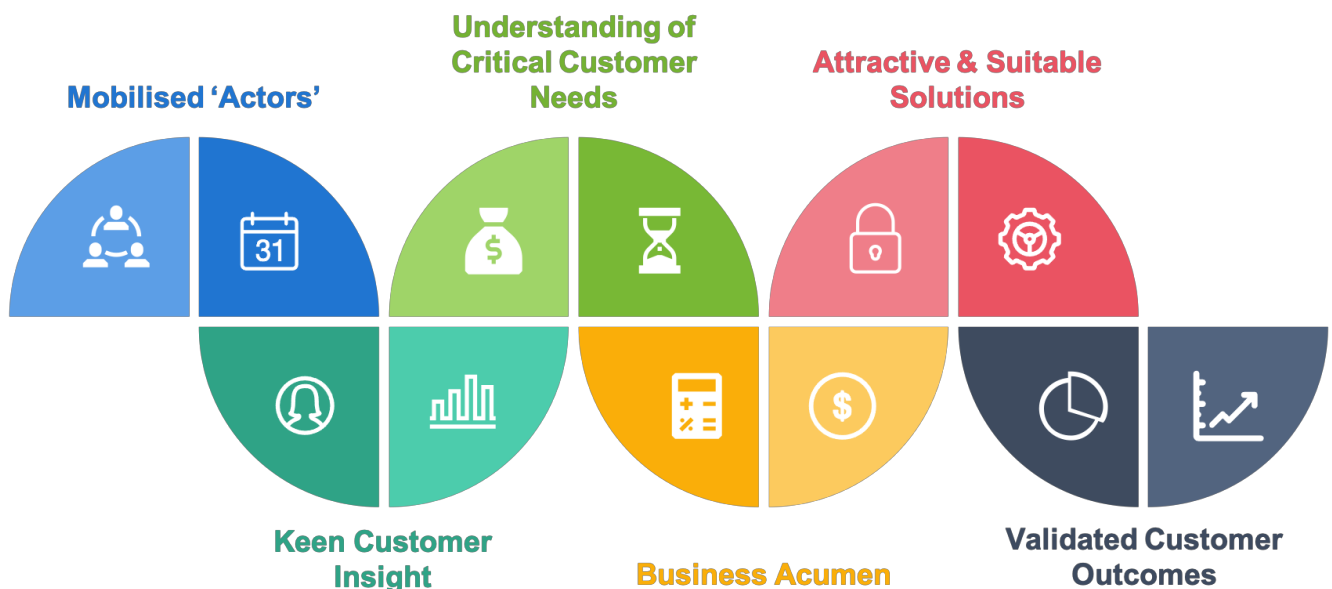 Understanding of
Critical Customer
Needs
Mobilised ‘Actors’
Attractive & Suitable
Solutions
31
$
$
Keen Customer
Insight
Business Acumen
Validated Customer
Outcomes